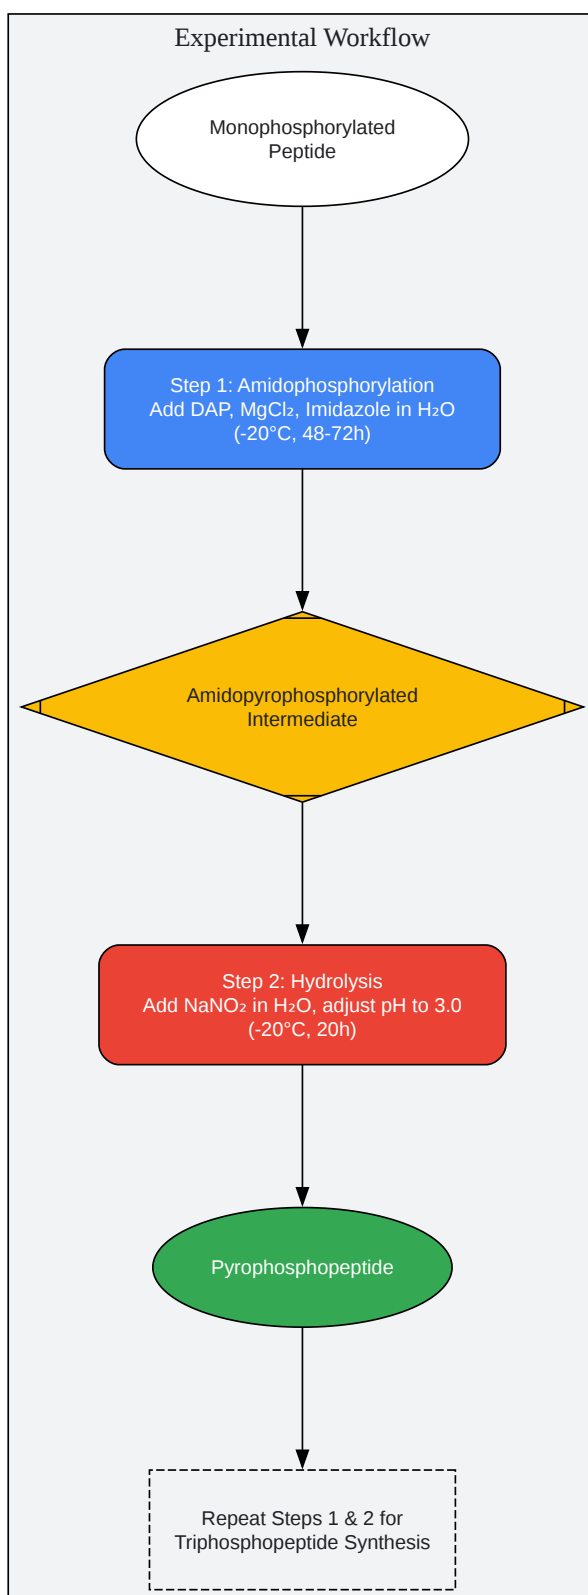 Experimental Workflow
Monophosphorylated
Peptide
Step 1: Amidophosphorylation
Add DAP, MgCl₂, Imidazole in H₂O
(-20°C, 48-72h)
Amidopyrophosphorylated
Intermediate
Step 2: Hydrolysis
Add NaNO₂ in H₂O, adjust pH to 3.0
(-20°C, 20h)
Pyrophosphopeptide
Repeat Steps 1 & 2 for
Triphosphopeptide Synthesis